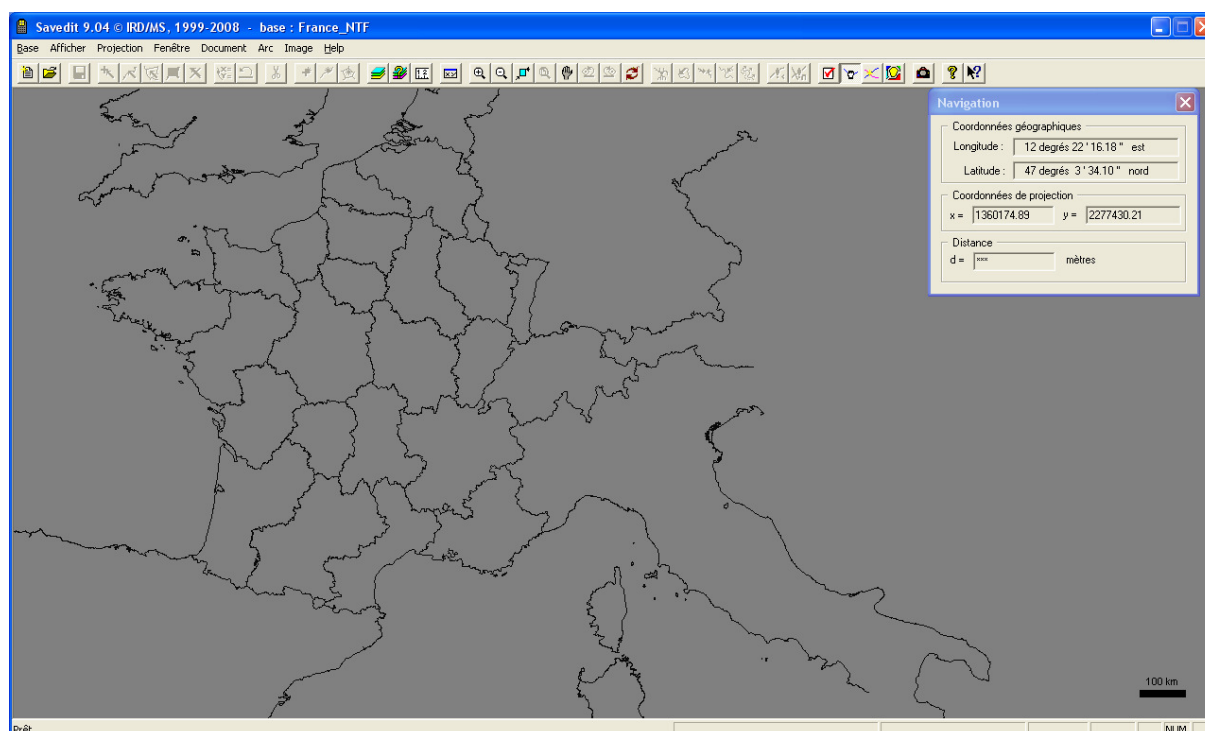 Savedit 9.04 © IRD/MS, 1999-2008 - base : France_NTF
Base Afficher Projection Fenêtre Document Arc Image Help
Navigation
Coordonnées géographiques
Longitude : 12 degrés 22 ' 16.18 " est
Latitude : 47 degrés 3 ' 34.10 " nord
Coordonnées de projection
x = 1360174.89 y = 2277430.21
Distance
d = *** mètres
100 km
Prêt NUM